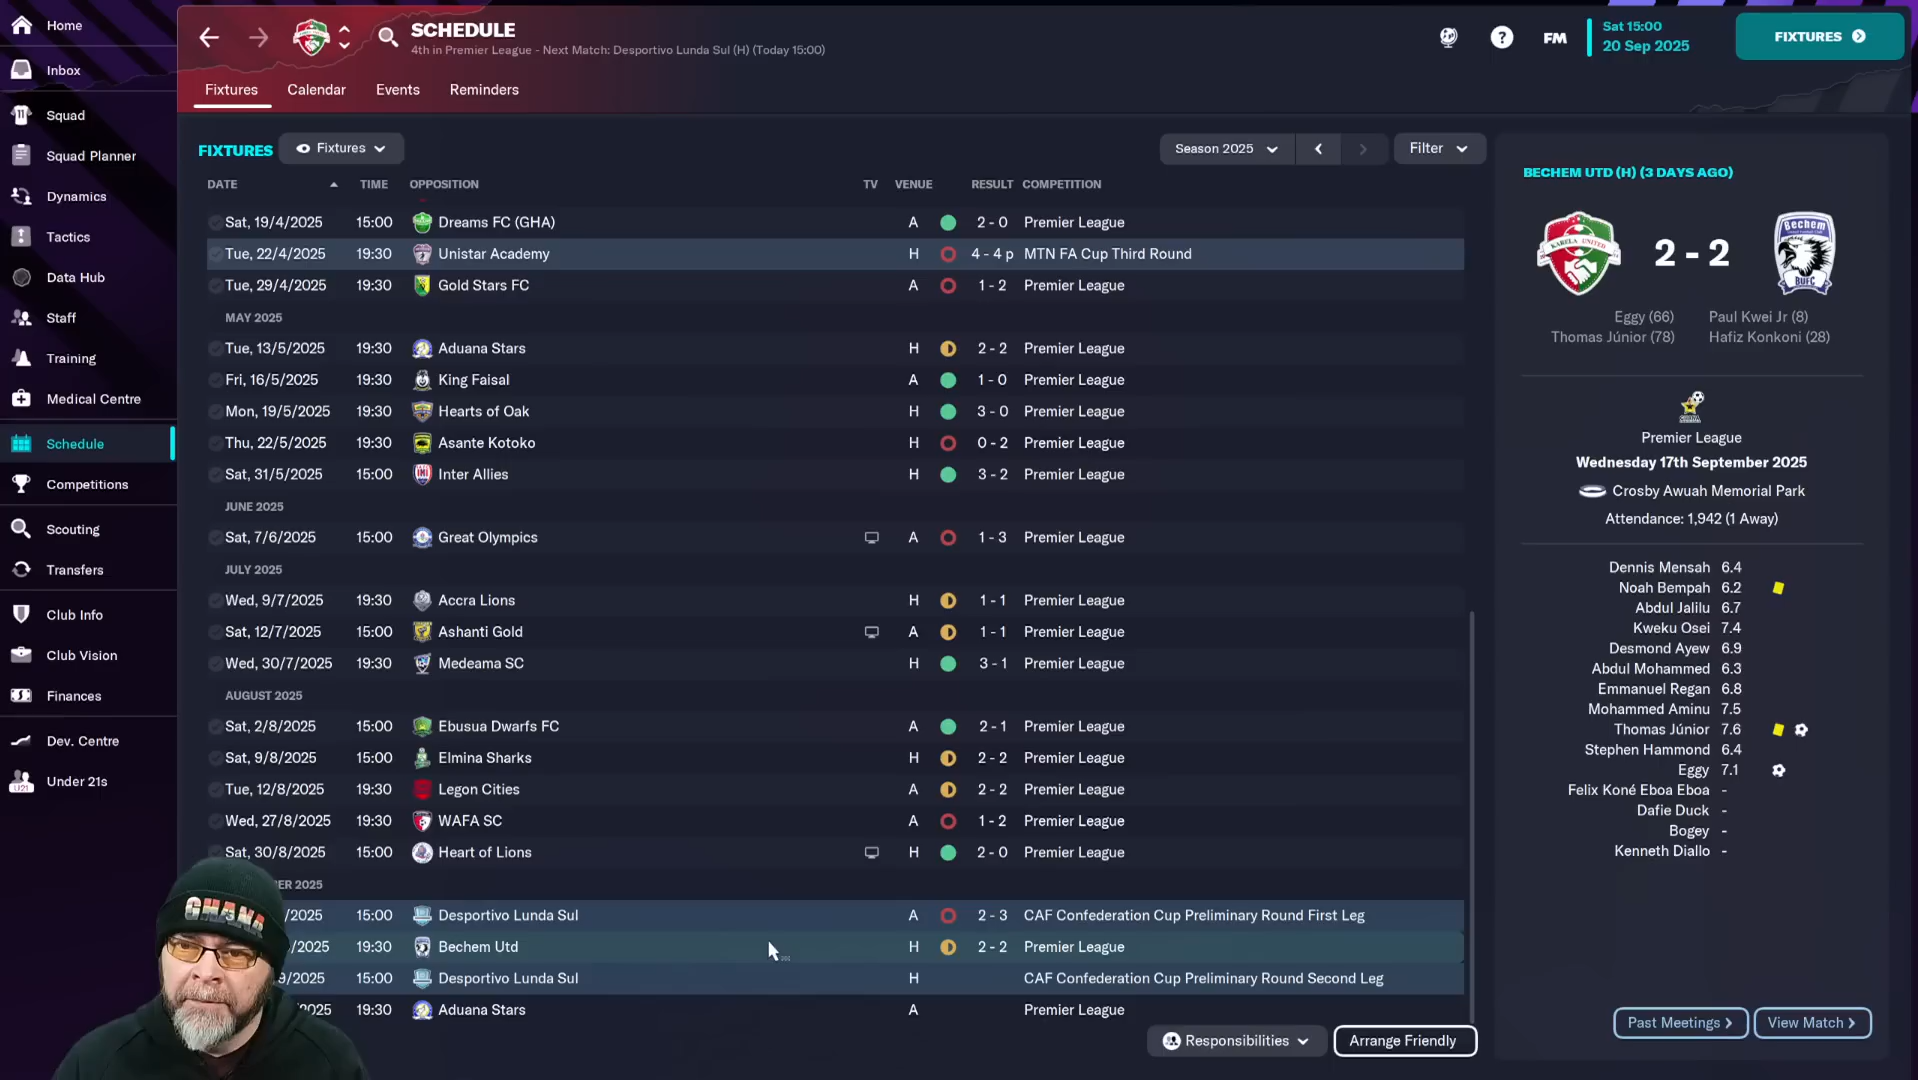 Home
Inbox
Squad
Squad Planner
Dynamics
Tactics
Data Hub
Staff
Training
Medical Centre
Schedule
Competitions
Scouting
Transfers
Club Info
Club Vision
Finances
Dev. Centre
Under 21s
SCHEDULE
4th in Premier League - Next Match: Desportivo Lunda Sul (H) (Today 15:00)
FM
Sat 15:00
20 Sep 2025
FIXTURES
Fixtures Calendar Events Reminders
FIXTURES Fixtures Season 2025 Filter
DATE TIME OPPOSITION TV VENUE RESULT COMPETITION
Sat, 19/4/2025 15:00 Dreams FC (GHA) A 2 - 0 Premier League
Tue, 22/4/2025 19:30 Unistar Academy H 4 - 4 p MTN FA Cup Third Round
Tue, 29/4/2025 19:30 Gold Stars FC A 1 - 2 Premier League
MAY 2025
Tue, 13/5/2025 19:30 Aduana Stars H 2 - 2 Premier League
Fri, 16/5/2025 19:30 King Faisal A 1 - 0 Premier League
Mon, 19/5/2025 19:30 Hearts of Oak H 3 - 0 Premier League
Thu, 22/5/2025 19:30 Asante Kotoko H 0 - 2 Premier League
Sat, 31/5/2025 15:00 Inter Allies H 3 - 2 Premier League
JUNE 2025
Sat, 7/6/2025 15:00 Great Olympics A 1 - 3 Premier League
JULY 2025
Wed, 9/7/2025 19:30 Accra Lions H 1 - 1 Premier League
Sat, 12/7/2025 15:00 Ashanti Gold A 1 - 1 Premier League
Wed, 30/7/2025 19:30 Medeama SC H 3 - 1 Premier League
AUGUST 2025
Sat, 2/8/2025 15:00 Ebusua Dwarfs FC A 2 - 1 Premier League
Sat, 9/8/2025 15:00 Elmina Sharks H 2 - 2 Premier League
Tue, 12/8/2025 19:30 Legon Cities A 2 - 2 Premier League
Wed, 27/8/2025 19:30 WAFA SC A 1 - 2 Premier League
Sat, 30/8/2025 15:00 Heart of Lions H 2 - 0 Premier League
BER 2025
/2025 15:00 Desportivo Lunda Sul A 2 - 3 CAF Confederation Cup Preliminary Round First Leg
/2025 19:30 Bechem Utd H 2 - 2 Premier League
9/2025 15:00 Desportivo Lunda Sul H CAF Confederation Cup Preliminary Round Second Leg
2025 19:30 Aduana Stars A Premier League
Responsibilities Arrange Friendly
GHANA
BECHEM UTD (H) (3 DAYS AGO)
KARELA UNITED
2 - 2
Bechem
BUFC
Eggy (66) Paul Kwei Jr (8)
Thomas Júnior (78) Hafiz Konkoni (28)
Premier League
Wednesday 17th September 2025
Crosby Awuah Memorial Park
Attendance: 1,942 (1 Away)
Dennis Mensah 6.4
Noah Bempah 6.2
Abdul Jalilu 6.7
Kweku Osei 7.4
Desmond Ayew 6.9
Abdul Mohammed 6.3
Emmanuel Regan 6.8
Mohammed Aminu 7.5
Thomas Júnior 7.6
Stephen Hammond 6.4
Eggy 7.1
Felix Koné Eboa Eboa -
Dafie Duck -
Bogey -
Kenneth Diallo -
Past Meetings View Match